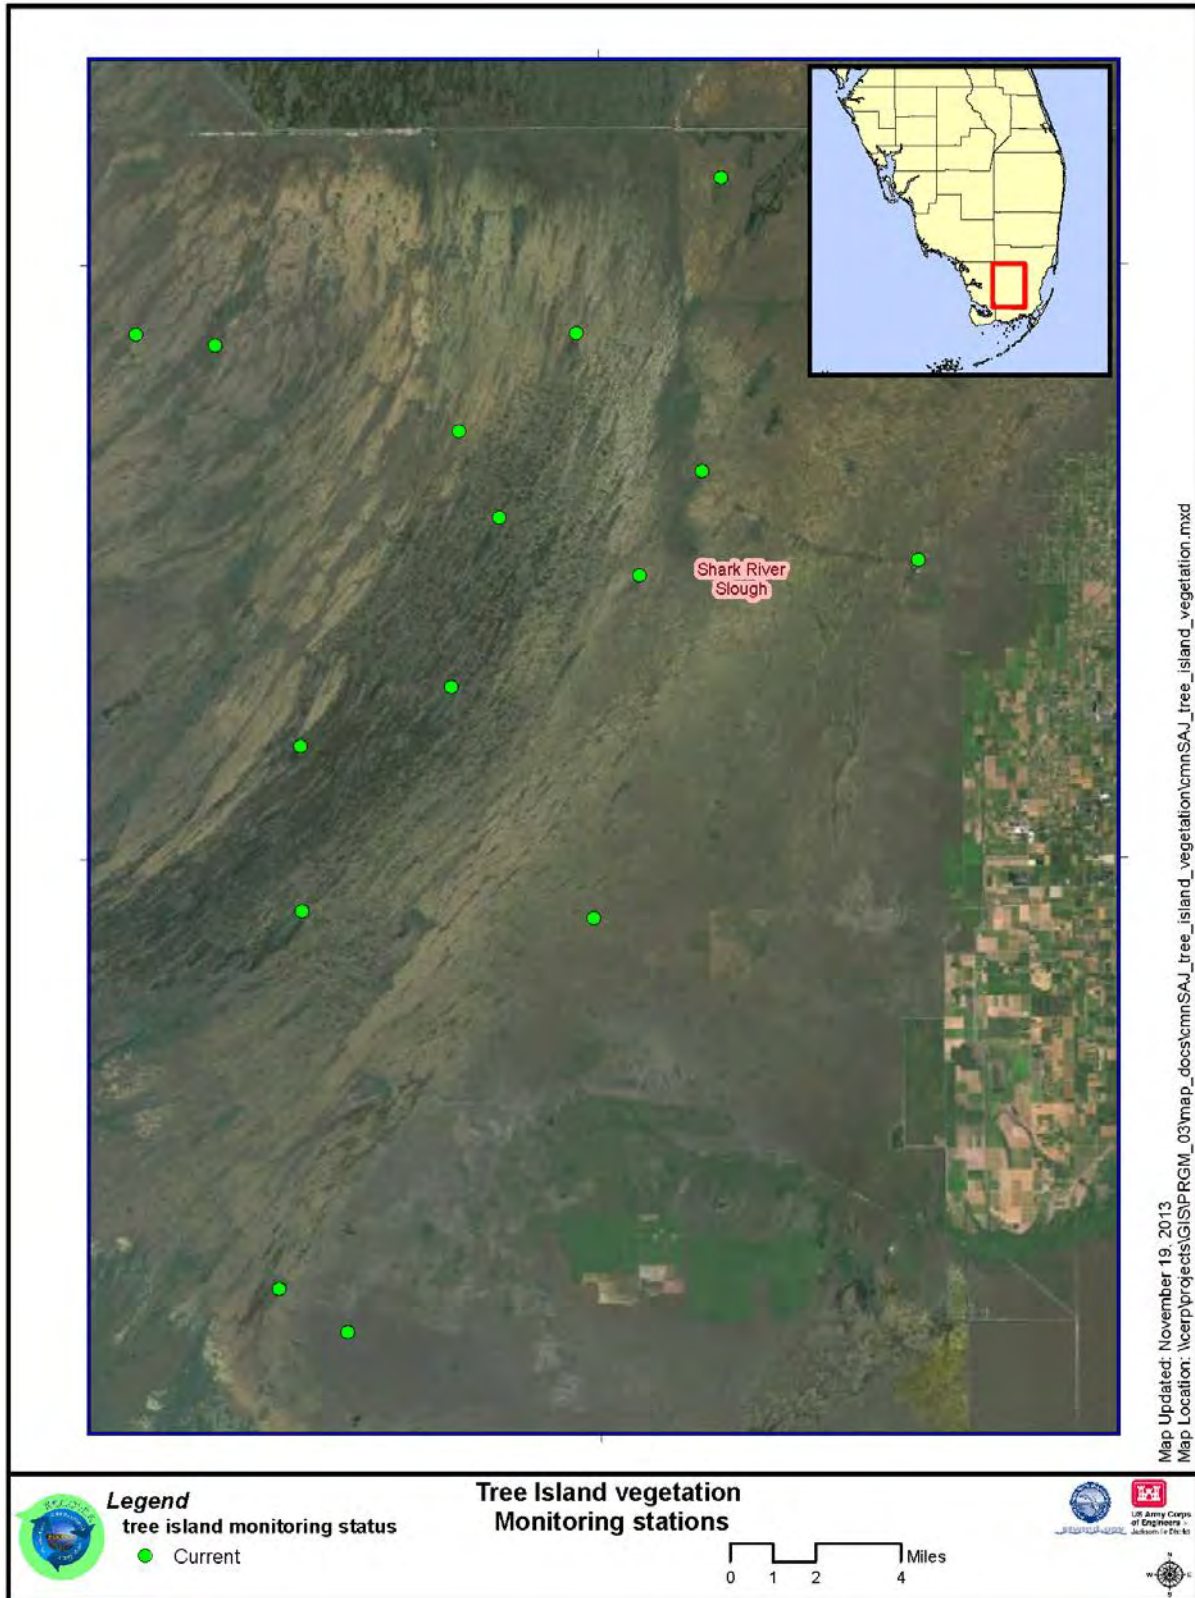 Shark River
Slough
Map Updated: November 19, 2013
Map Location: \\cerp\projects\GIS\PRGM_03\map_docs\cmnSAJ_tree_island_vegetation\cmnSAJ_tree_island_vegetation.mxd
Legend
tree island monitoring status
Current
Tree Island vegetation
Monitoring stations
0 1 2 4
Miles
US Army Corps
of Engineers
Jacksonville District
N
W
E
S